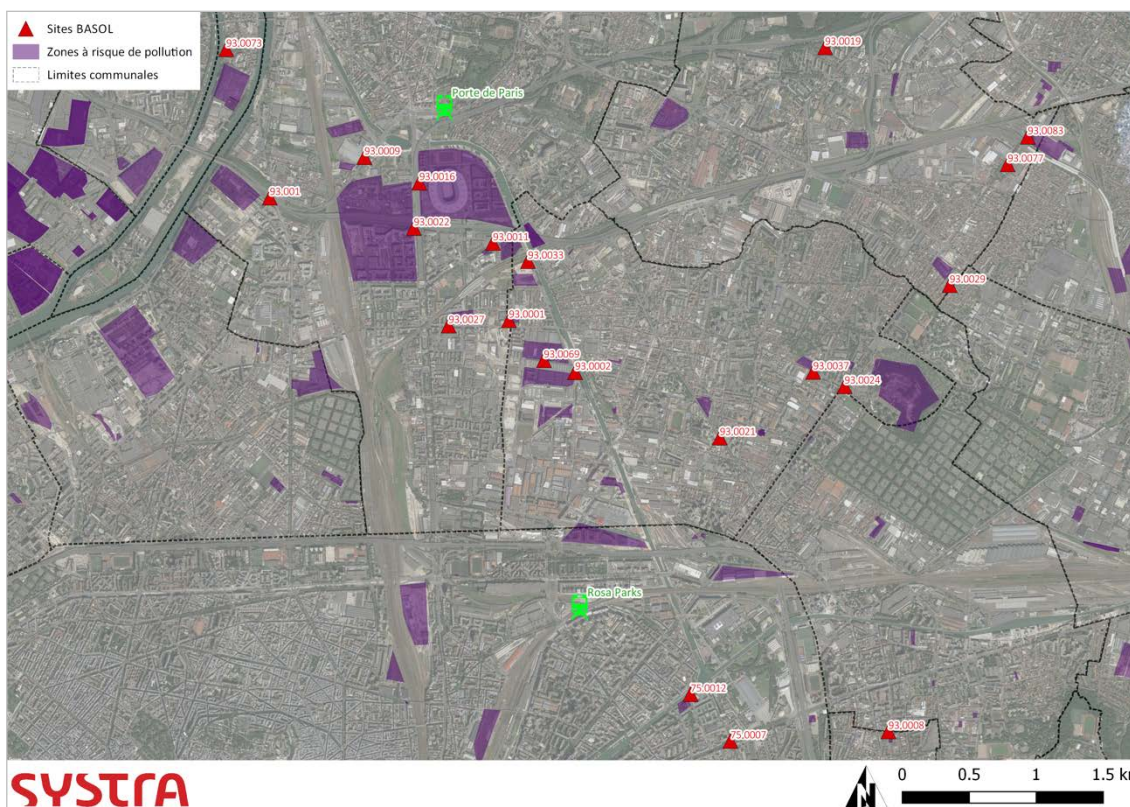 Sites BASOL
Zones à risque de pollution
Limites communales
93.0073
93.0019
Porte de Paris
93.0083
93.0009
93.0077
93.0016
93.001
93.0022
93.0011
93.0033
93.0029
93.0027
93.0001
93.0069
93.0002
93.0037
93.0024
93.0021
Rosa Parks
75.0012
93.0008
75.0007
SYSTRA
N
0 0.5 1 1.5 km